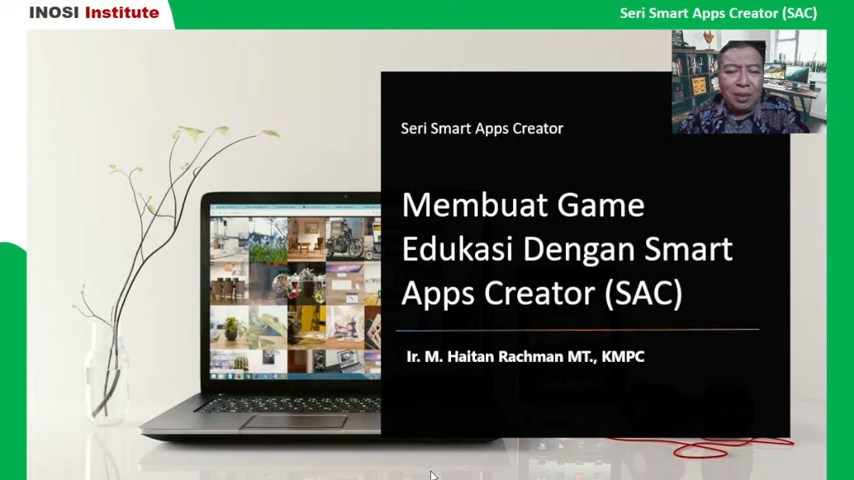 INOSI Institute
Seri Smart Apps Creator (SAC)
Seri Smart Apps Creator
Membuat Game
Edukasi Dengan Smart
Apps Creator (SAC)
Ir. M. Haitan Rachman MT., KMPC